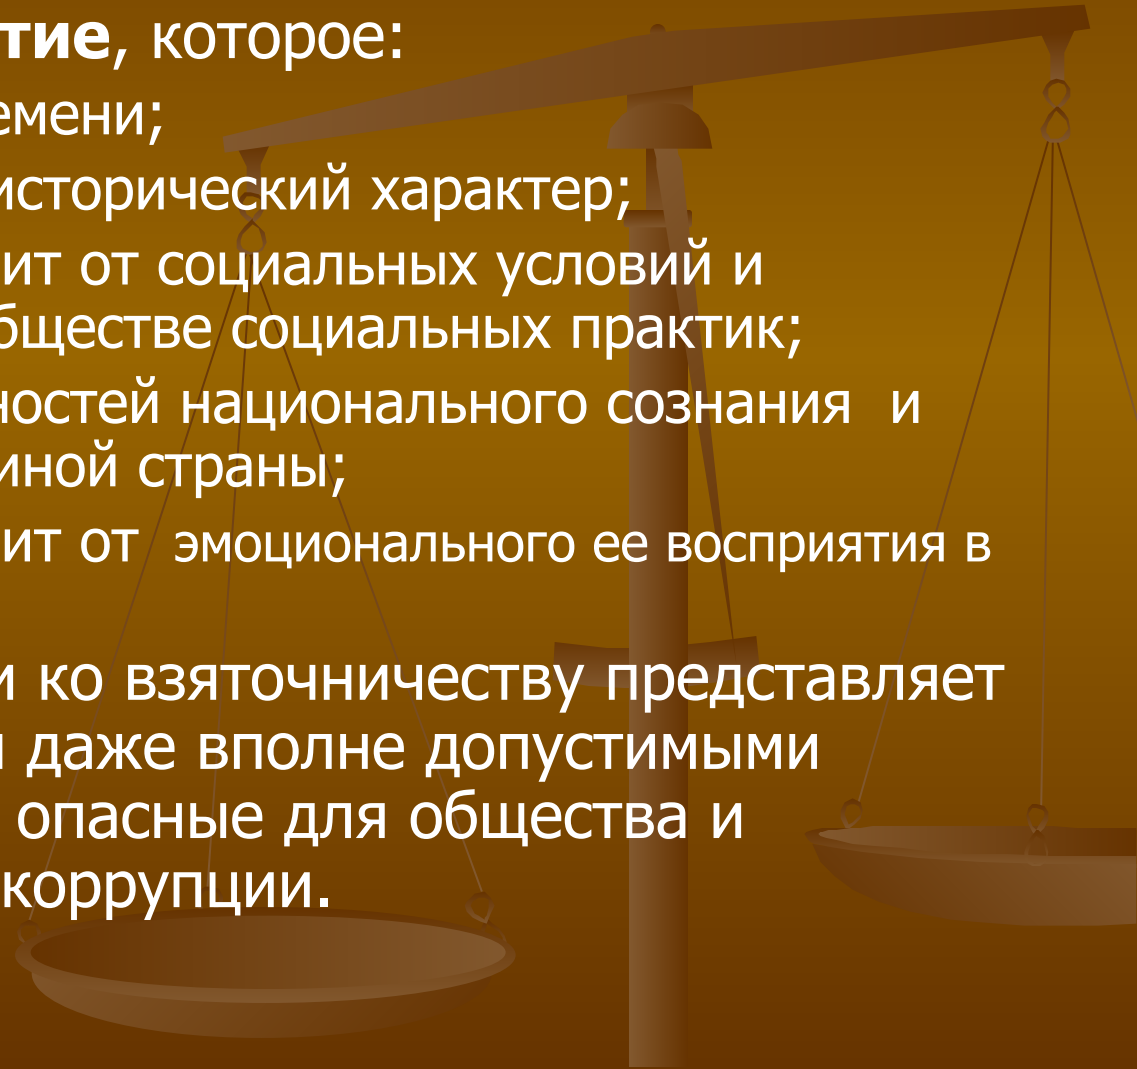 тие, которое:
емени;
исторический характер;
ит от социальных условий и
бществе социальных практик;
ностей национального сознания и
иной страны;
ит от эмоционального ее восприятия в
и ко взяточничеству представляет
и даже вполне допустимыми
опасные для общества и
коррупции.